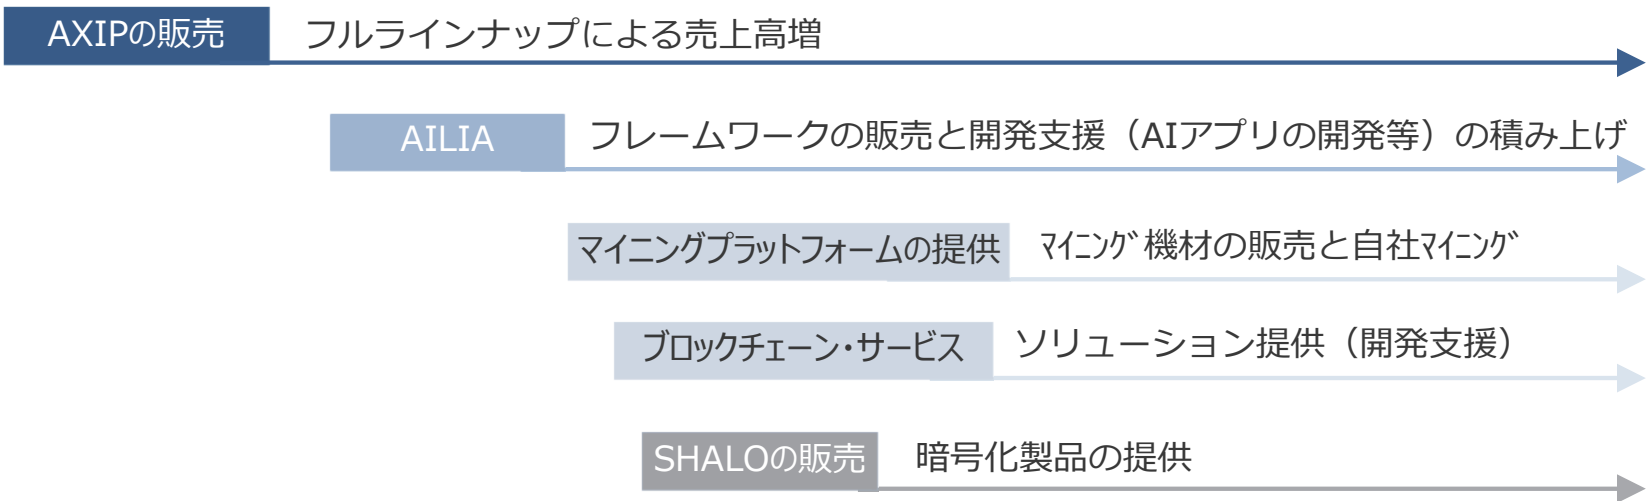 AXIPの販売 フルラインナップによる売上高増
AILIA フレームワークの販売と開発支援（AIアプリの開発等）の積み上げ
マイニングプラットフォームの提供 ﾏｲﾆﾝｸﾞ機材の販売と自社ﾏｲﾆﾝｸﾞ
ブロックチェーン・サービス ソリューション提供（開発支援）
SHALOの販売 暗号化製品の提供